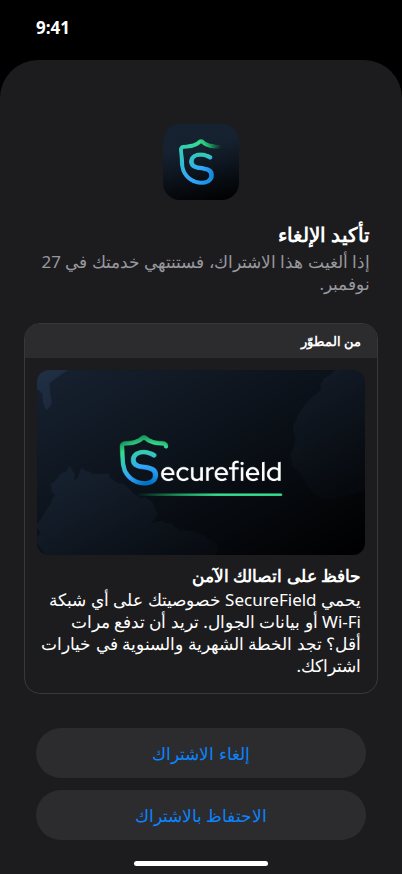 9:41
تأكيد الإلغاء
إذا ألغيت هذا الاشتراك، فستنتهي خدمتك في 27
نوفمبر.
من المطوّر
Securefield
حافظ على اتصالك الآمن
يحمي SecureField خصوصيتك على أي شبكة
Wi-Fi أو بيانات الجوال. تريد أن تدفع مرات
أقل؟ تجد الخطة الشهرية والسنوية في خيارات
اشتراكك.
إلغاء الاشتراك
الاحتفاظ بالاشتراك